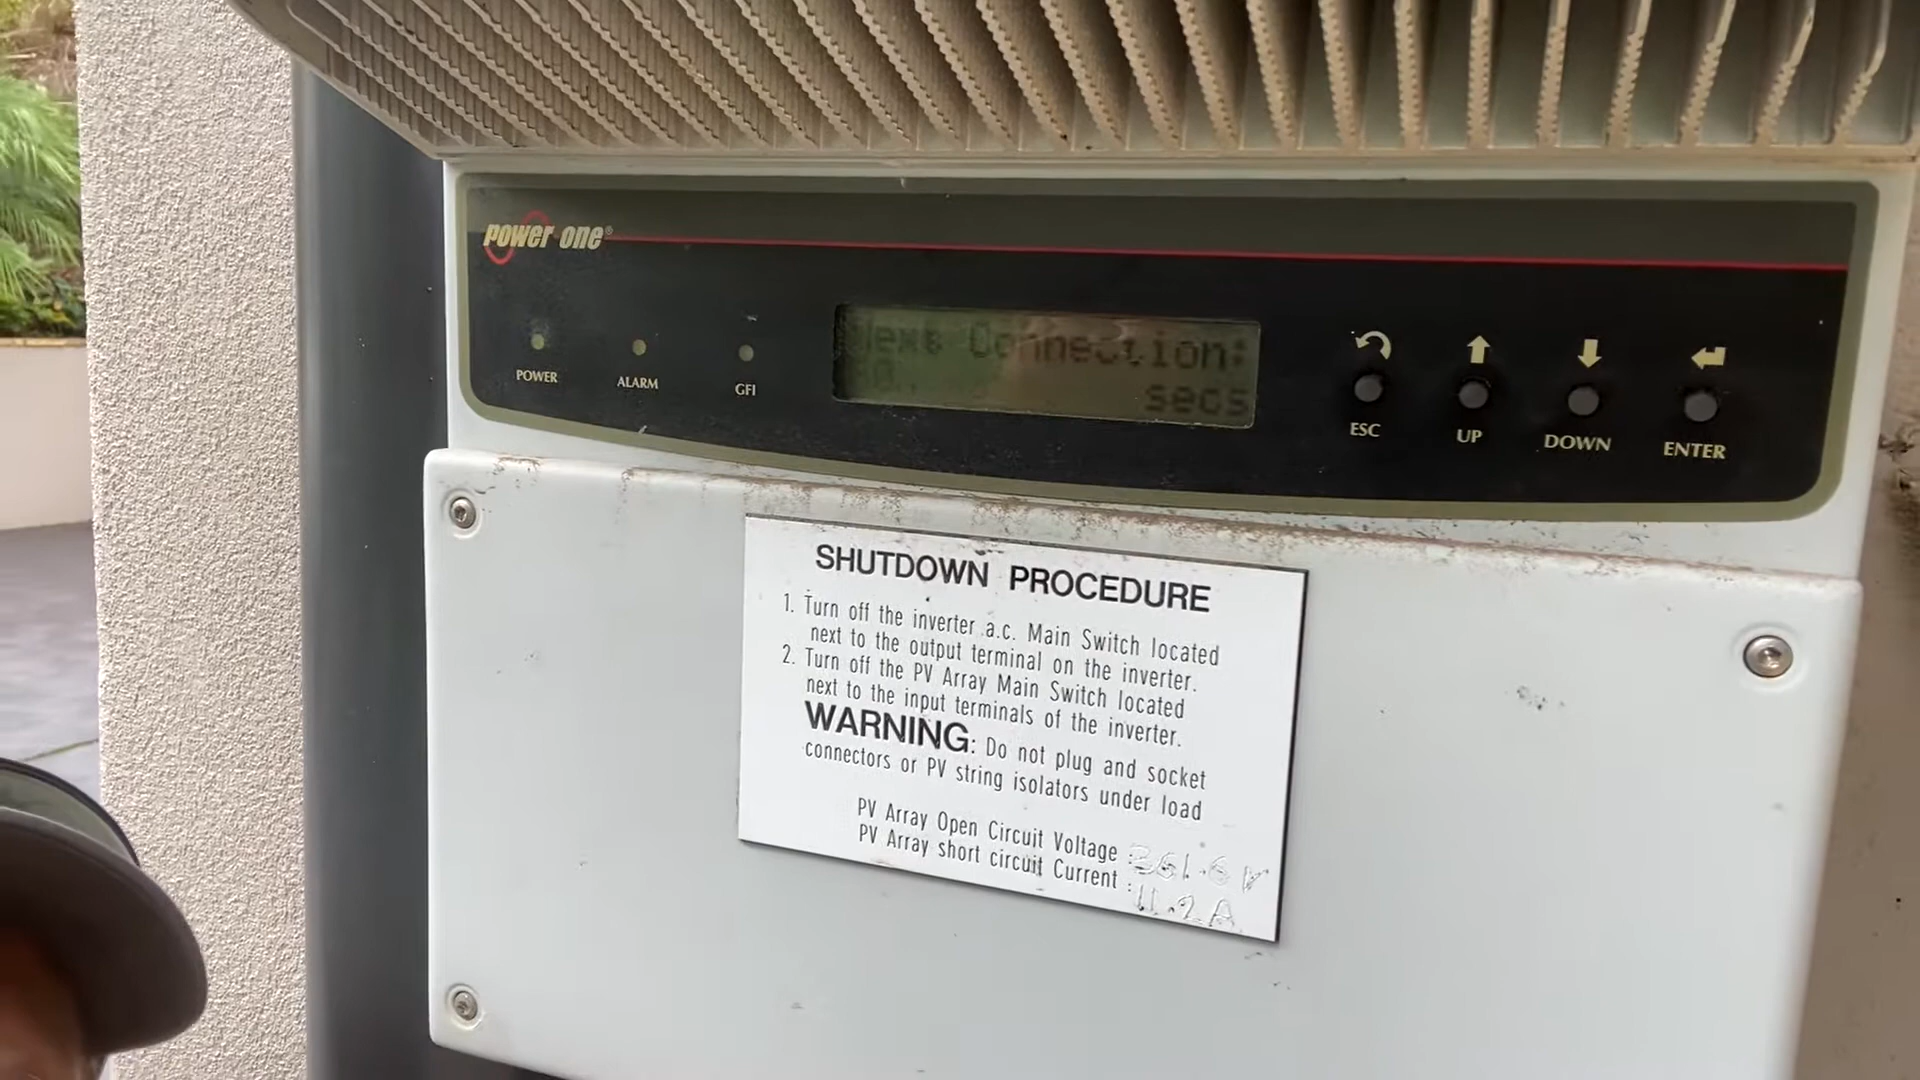 power one®
POWER
ALARM
GFI
Next Connection:
secs
ESC
UP
DOWN
ENTER
SHUTDOWN PROCEDURE
1. Turn off the inverter a.c. Main Switch located
next to the output terminal on the inverter.
2. Turn off the PV Array Main Switch located
next to the input terminals of the inverter.
WARNING: Do not plug and socket
connectors or PV string isolators under load
PV Array Open Circuit Voltage : 361.6 V
PV Array short circuit Current : 11.2 A